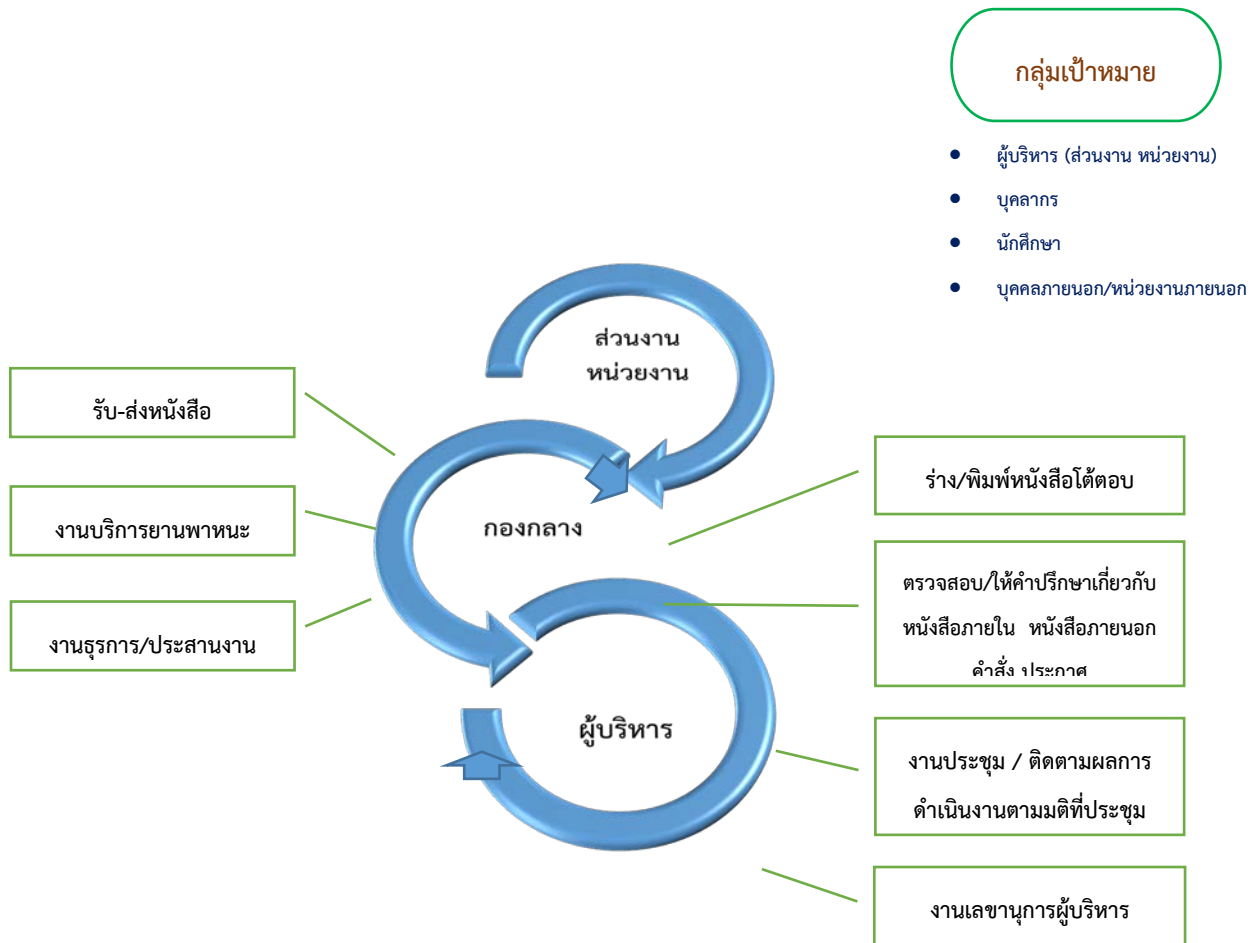 กลุ่มเป้าหมาย
● ผู้บริหาร (ส่วนงาน หน่วยงาน)
● บุคลากร
● นักศึกษา
● บุคคลภายนอก/หน่วยงานภายนอก
ส่วนงาน
หน่วยงาน
รับ-ส่งหนังสือ
งานบริการยานพาหนะ
งานธุรการ/ประสานงาน
กองกลาง
ผู้บริหาร
ร่าง/พิมพ์หนังสือโต้ตอบ
ตรวจสอบ/ให้คำปรึกษาเกี่ยวกับ
หนังสือภายใน หนังสือภายนอก
คำสั่ง ประกาศ
งานประชุม / ติดตามผลการ
ดำเนินงานตามมติที่ประชุม
งานเลขานุการผู้บริหาร